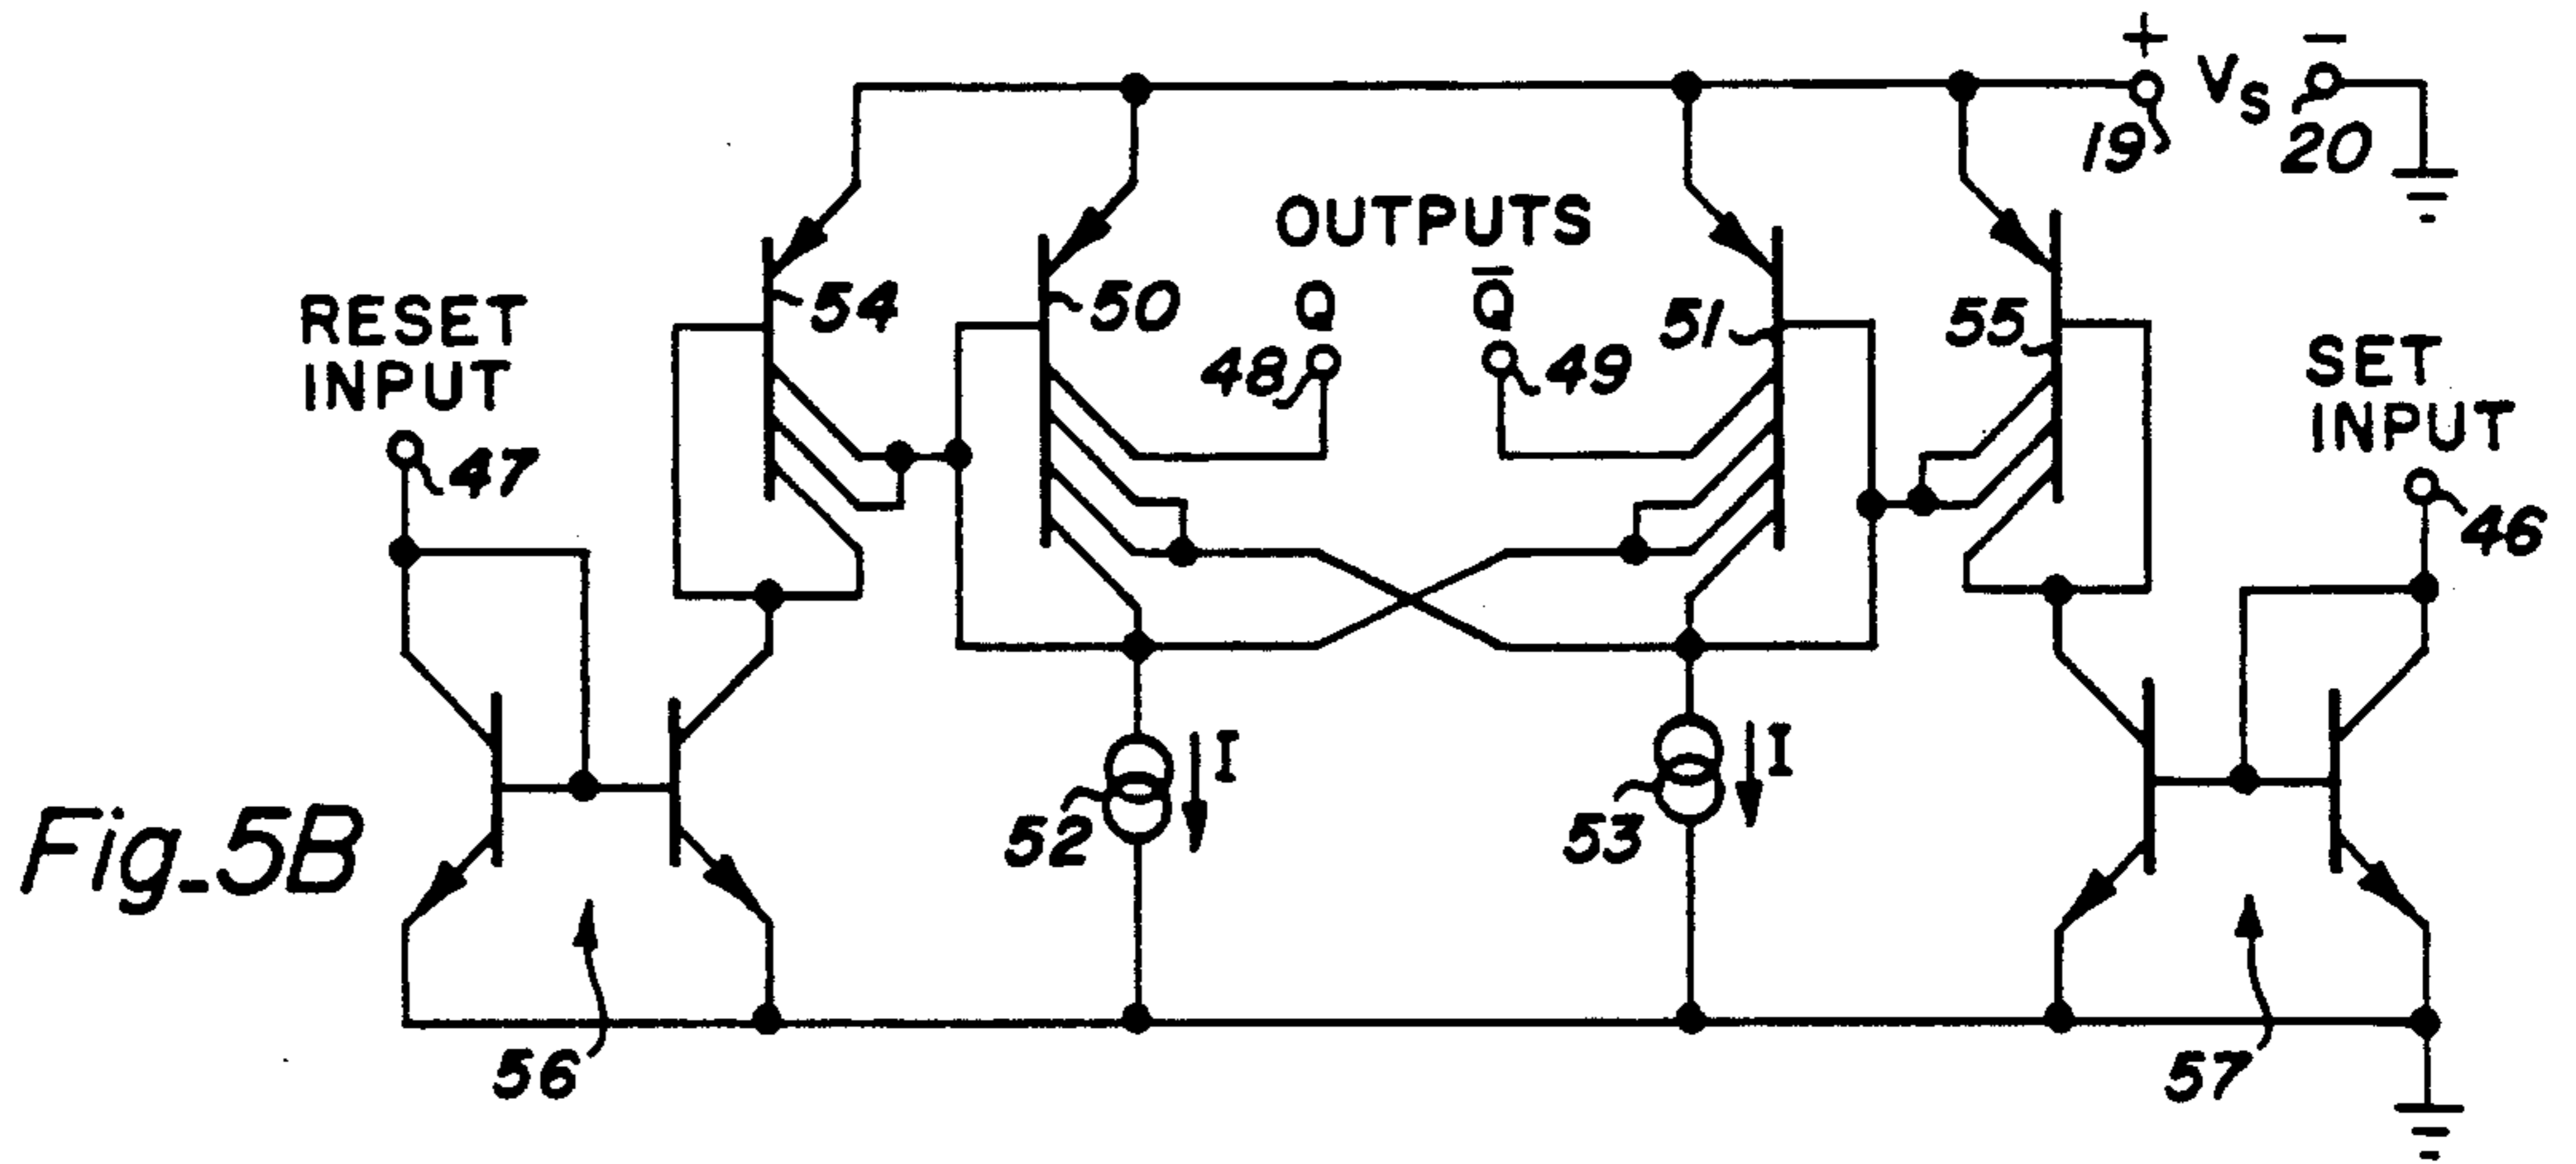 + VS −
19 20
OUTPUTS
Q Q̅
48 49
54 50 51 55
RESET
INPUT
47
SET
INPUT
46
52 I
53 I
Fig_5B
56
57